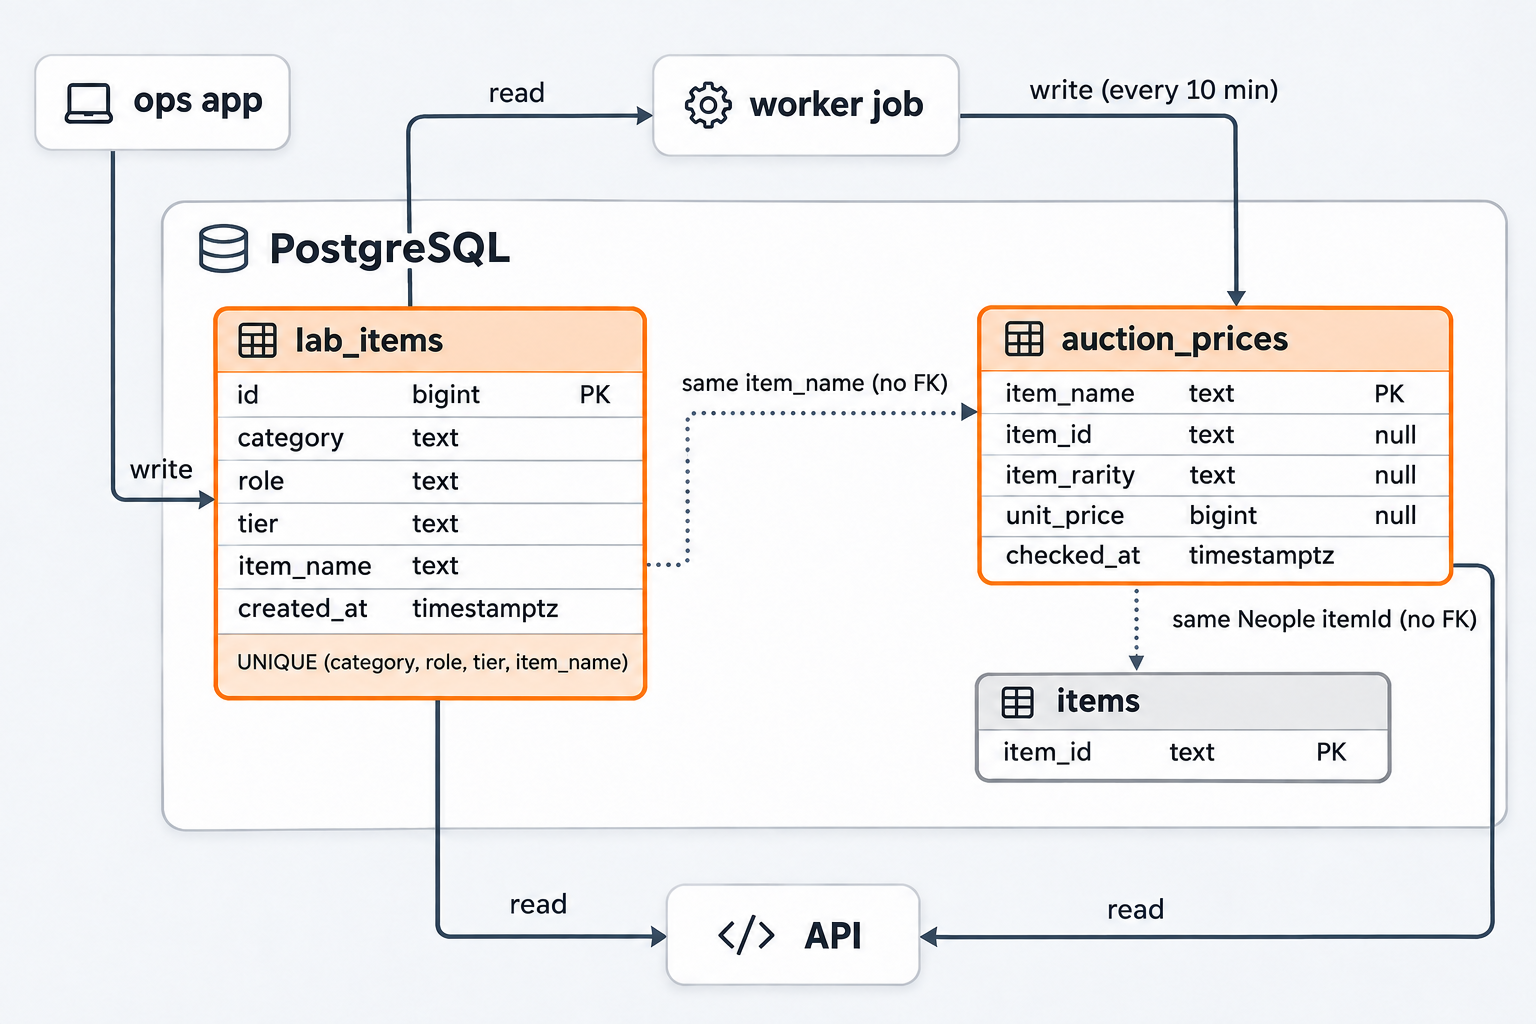 ops app
read
worker job
write (every 10 min)
PostgreSQL
lab_items
id bigint PK
category text
role text
tier text
item_name text
created_at timestamptz
UNIQUE (category, role, tier, item_name)
write
same item_name (no FK)
auction_prices
item_name text PK
item_id text null
item_rarity text null
unit_price bigint null
checked_at timestamptz
same Neople itemId (no FK)
items
item_id text PK
read
</> API
read